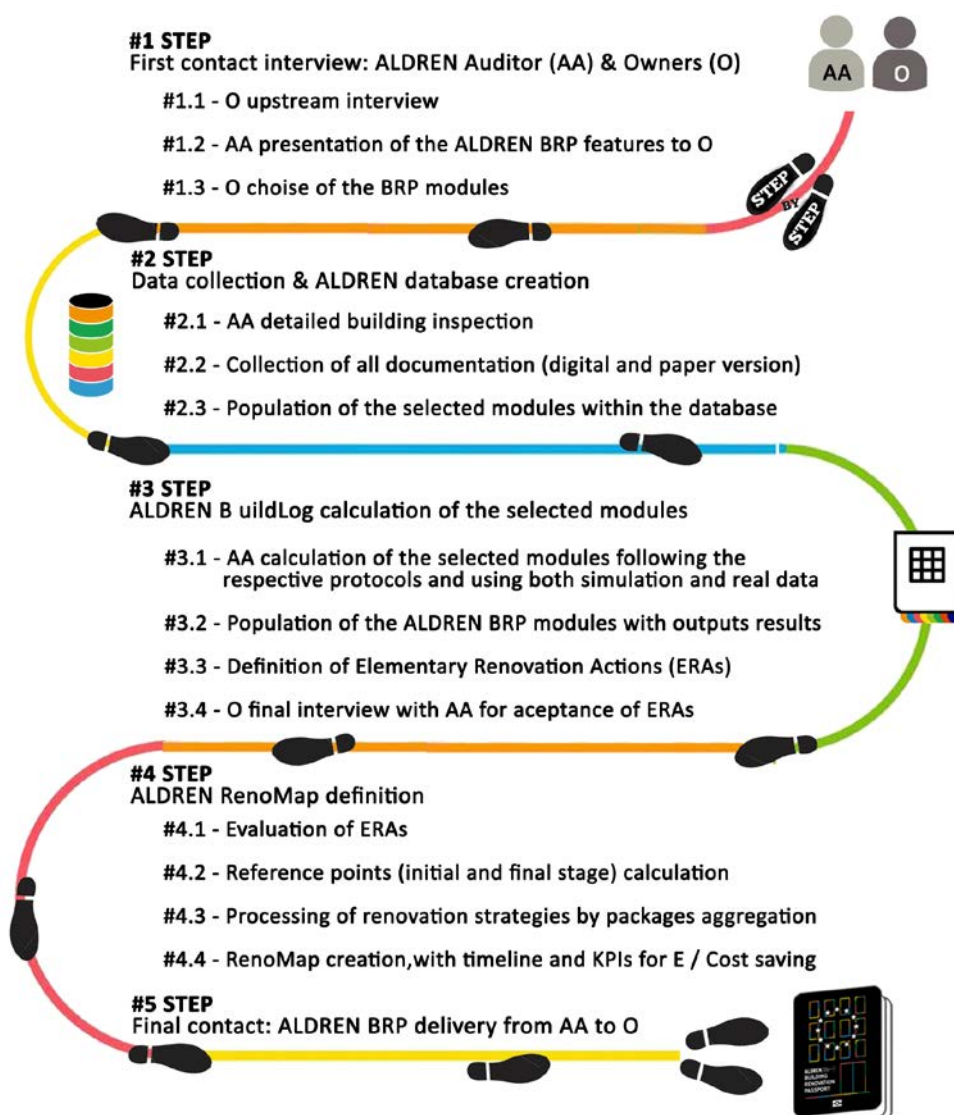 #1 STEP
First contact interview: ALDREN Auditor (AA) & Owners (O)
AA
O
#1.1 - O upstream interview
#1.2 - AA presentation of the ALDREN BRP features to O
#1.3 - O choise of the BRP modules
STEP
BY
STEP
#2 STEP
Data collection & ALDREN database creation
#2.1 - AA detailed building inspection
#2.2 - Collection of all documentation (digital and paper version)
#2.3 - Population of the selected modules within the database
#3 STEP
ALDREN B uildLog calculation of the selected modules
#3.1 - AA calculation of the selected modules following the
respective protocols and using both simulation and real data
#3.2 - Population of the ALDREN BRP modules with outputs results
#3.3 - Definition of Elementary Renovation Actions (ERAs)
#3.4 - O final interview with AA for aceptance of ERAs
#4 STEP
ALDREN RenoMap definition
#4.1 - Evaluation of ERAs
#4.2 - Reference points (initial and final stage) calculation
#4.3 - Processing of renovation strategies by packages aggregation
#4.4 - RenoMap creation,with timeline and KPIs for E / Cost saving
#5 STEP
Final contact: ALDREN BRP delivery from AA to O
ALDREN
BUILDING
RENOVATION
PASSPORT